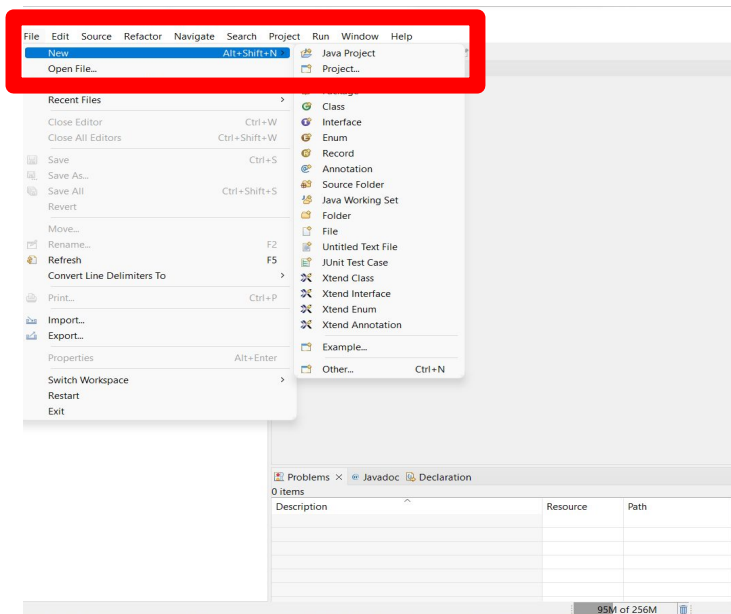 File Edit Source Refactor Navigate Search Project Run Window Help
New Alt+Shift+N >
Open File...
Recent Files >
Close Editor Ctrl+W
Close All Editors Ctrl+Shift+W
Save Ctrl+S
Save As...
Save All Ctrl+Shift+S
Revert
Move...
Rename... F2
Refresh F5
Convert Line Delimiters To >
Print... Ctrl+P
Import...
Export...
Properties Alt+Enter
Switch Workspace >
Restart
Exit
Java Project
Project...
Class
Interface
Enum
Record
Annotation
Source Folder
Java Working Set
Folder
File
Untitled Text File
JUnit Test Case
Xtend Class
Xtend Interface
Xtend Enum
Xtend Annotation
Example...
Other... Ctrl+N
Problems × @ Javadoc Declaration
0 items
Description Resource Path
95M of 256M